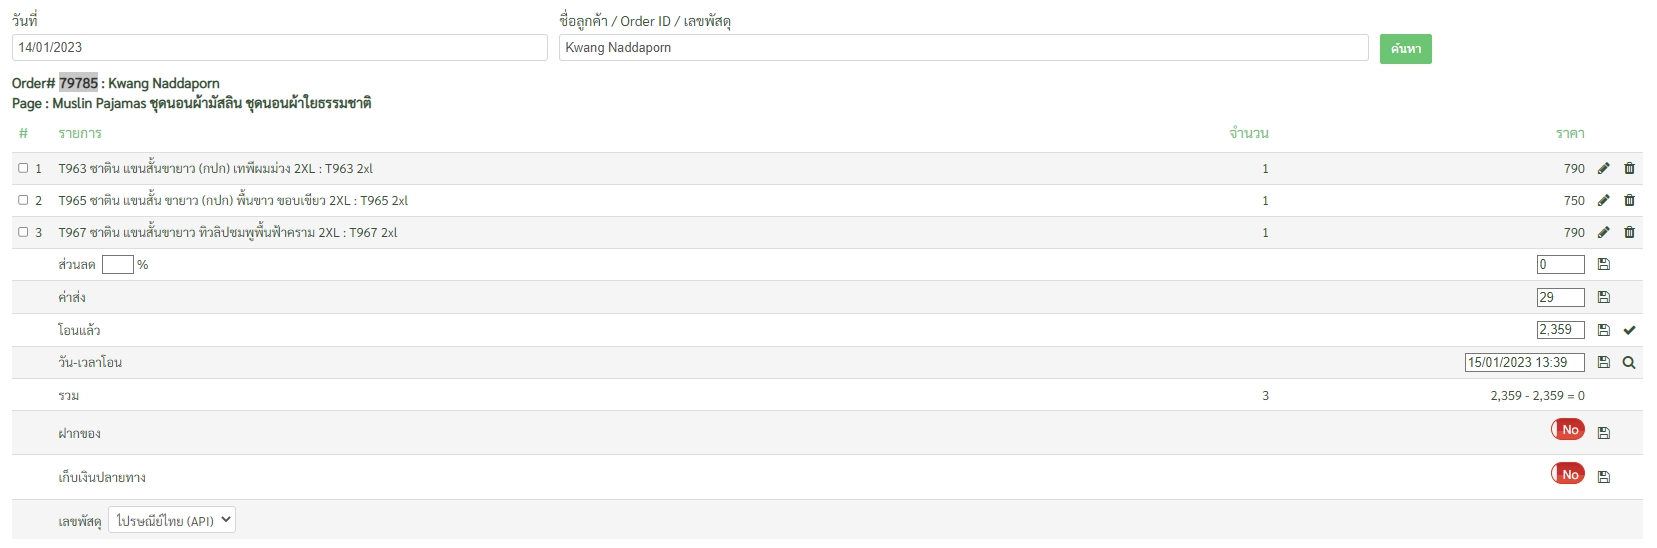 วันที่ ชื่อลูกค้า / Order ID / เลขพัสดุ
14/01/2023 Kwang Naddaporn ค้นหา
Order# 79785 : Kwang Naddaporn
Page : Muslin Pajamas ชุดนอนผ้ามัสลิน ชุดนอนผ้าใยธรรมชาติ
# รายการ จำนวน ราคา
1 T963 ซาติน แขนสั้นขายาว (กปก) เทพีผมม่วง 2XL : T963 2xl 1 790
2 T965 ซาติน แขนสั้น ขายาว (กปก) พื้นขาว ขอบเขียว 2XL : T965 2xl 1 750
3 T967 ซาติน แขนสั้นขายาว ทิวลิปชมพูพื้นฟ้าคราม 2XL : T967 2xl 1 790
ส่วนลด % 0
ค่าส่ง 29
โอนแล้ว 2,359
วัน-เวลาโอน 15/01/2023 13:39
รวม 3 2,359 - 2,359 = 0
ฝากของ No
เก็บเงินปลายทาง No
เลขพัสดุ ไปรษณีย์ไทย (API)